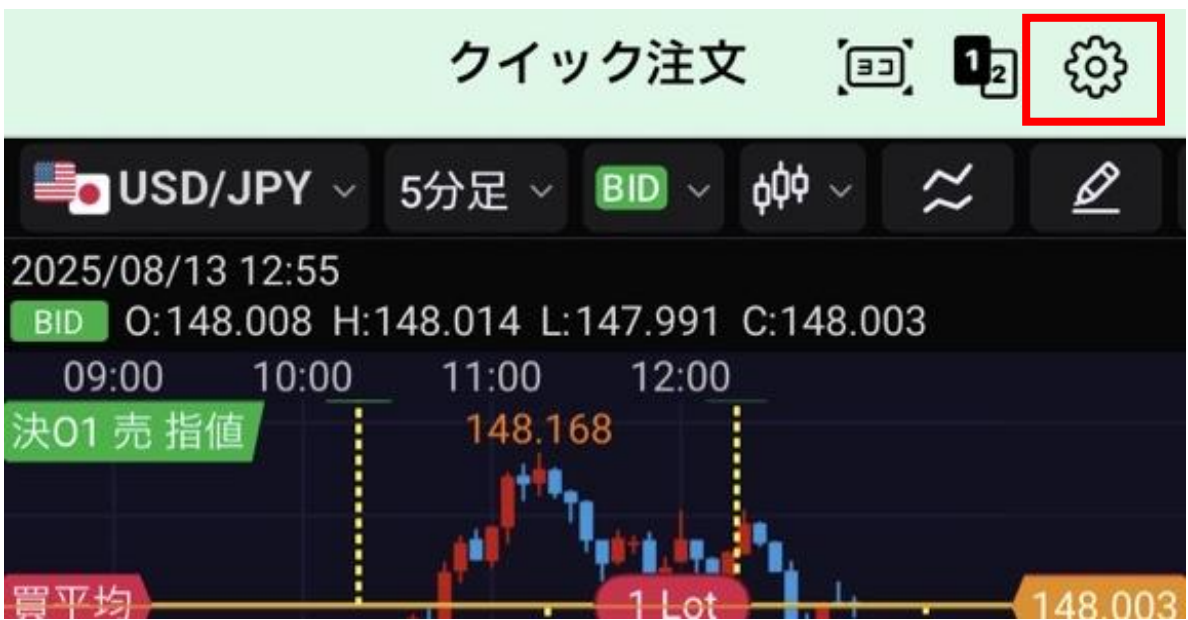 クイック注文 ヨコ 1 2
USD/JPY 5分足 BID
2025/08/13 12:55
BID O:148.008 H:148.014 L:147.991 C:148.003
09:00 10:00 11:00 12:00
決01 売 指値 148.168
買平均 1 Lot 148.003